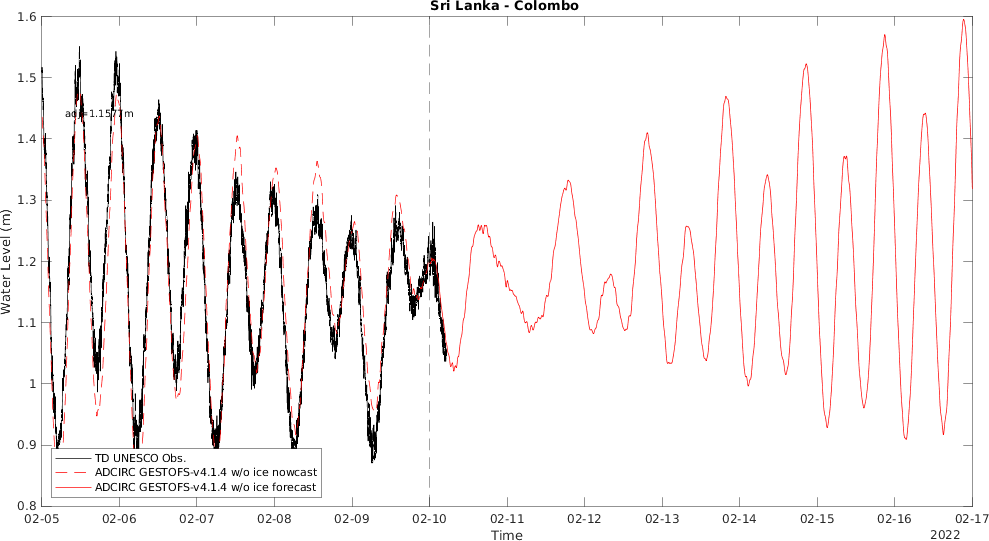 Sri Lanka - Colombo
1.6
1.5
1.4
1.3
1.2
1.1
1
0.9
0.8
Water Level (m)
adj=1.1577m
TD UNESCO Obs.
ADCIRC GESTOFS-v4.1.4 w/o ice nowcast
ADCIRC GESTOFS-v4.1.4 w/o ice forecast
02-05 02-06 02-07 02-08 02-09 02-10 02-11 02-12 02-13 02-14 02-15 02-16 02-17
Time
2022